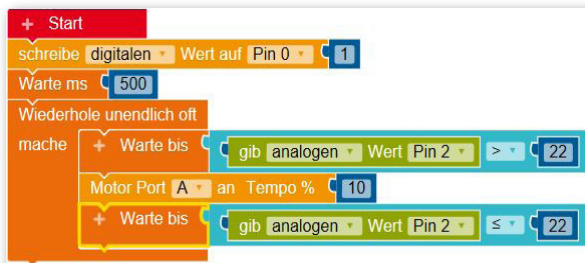 + Start
schreibe digitalen Wert auf Pin 0 1
Warte ms 500
Wiederhole unendlich oft
mache + Warte bis gib analogen Wert Pin 2 > 22
Motor Port A an Tempo % 10
+ Warte bis gib analogen Wert Pin 2 ≤ 22